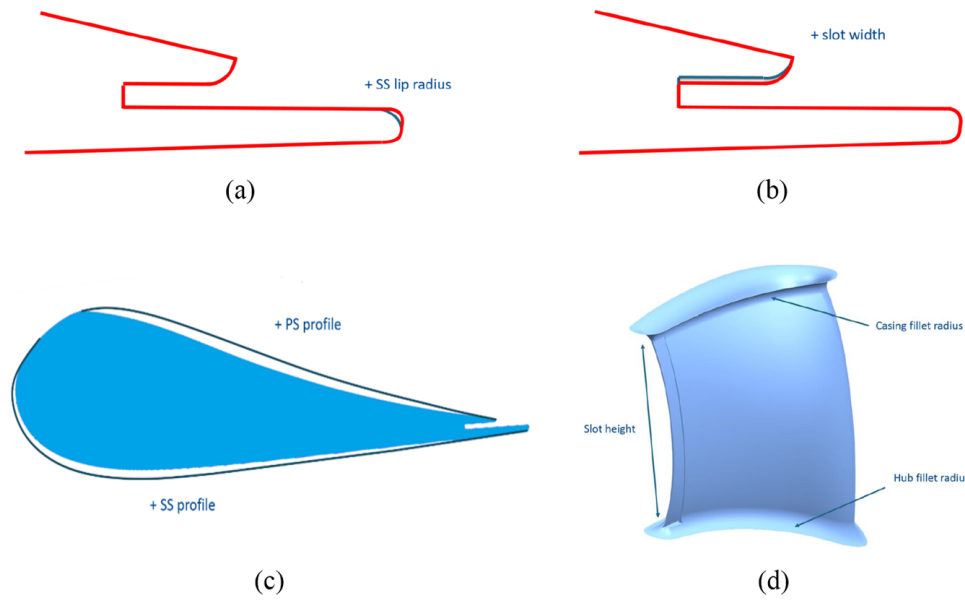 + SS lip radius
+ slot width
(a)
(b)
+ PS profile
+ SS profile
Casing fillet radius
Slot height
Hub fillet radiu
(c)
(d)